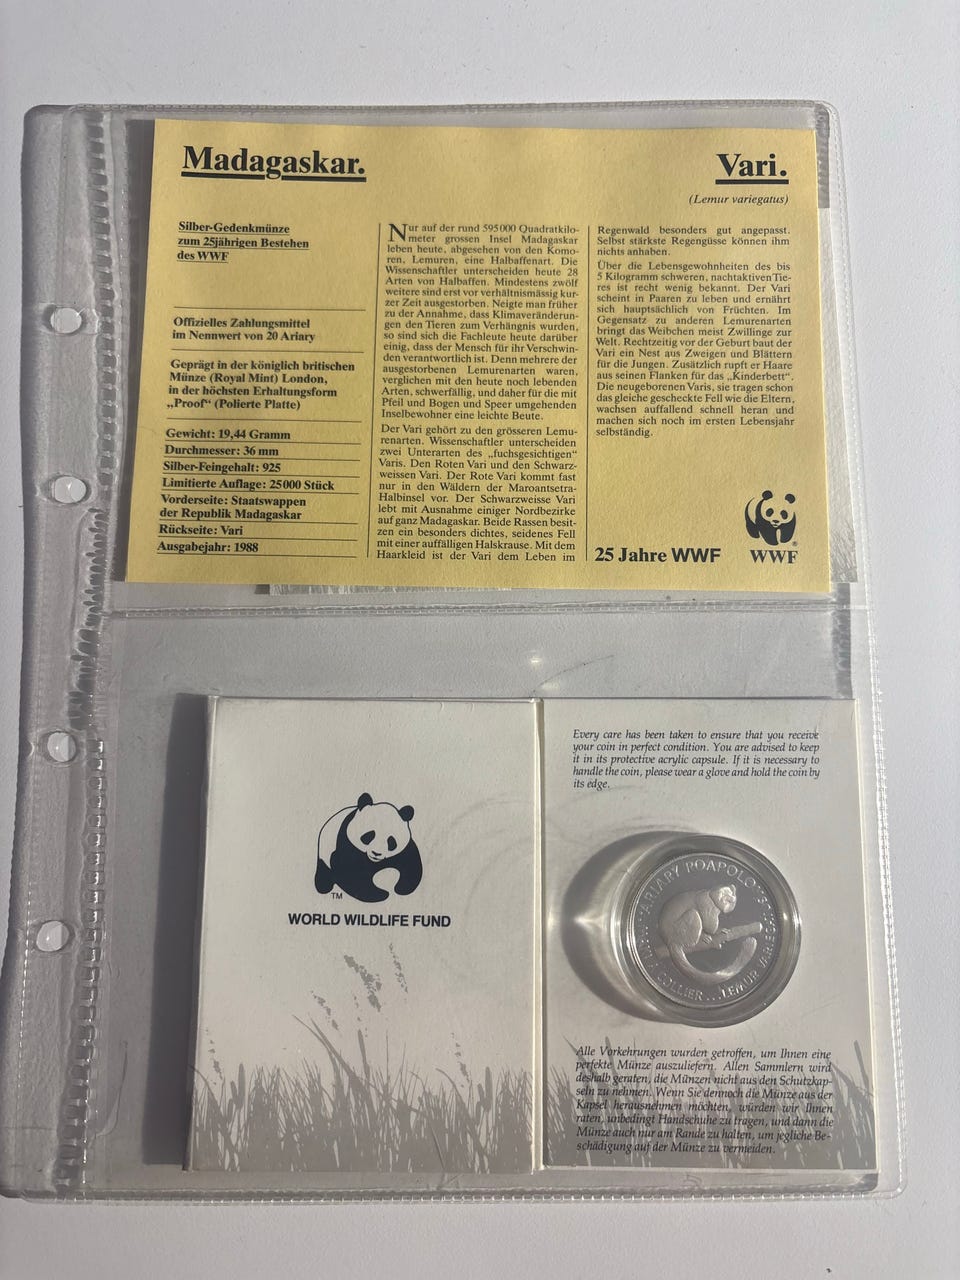 Madagaskar.
Vari.
(Lemur variegatus)
Silber-Gedenkmünze
zum 25jährigen Bestehen
des WWF
Offizielles Zahlungsmittel
im Nennwert von 20 Ariary
Geprägt in der königlich britischen
Münze (Royal Mint) London,
in der höchsten Erhaltungsform
„Proof“ (Polierte Platte)
Gewicht: 19,44 Gramm
Durchmesser: 36 mm
Silber-Feingehalt: 925
Limitierte Auflage: 25000 Stück
Vorderseite: Staatswappen
der Republik Madagaskar
Rückseite: Vari
Ausgabejahr: 1988
Nur auf der rund 595000 Quadratkilo-
meter grossen Insel Madagaskar
leben heute, abgesehen von den Komo-
ren, Lemuren, eine Halbaffenart. Die
Wissenschaftler unterscheiden heute 28
Arten von Halbaffen. Mindestens zwölf
weitere sind erst vor verhältnismässig kur-
zer Zeit ausgestorben. Neigte man früher
zu der Annahme, dass Klimaveränderun-
gen den Tieren zum Verhängnis wurden,
so sind sich die Fachleute heute darüber
einig, dass der Mensch für ihr Verschwin-
den verantwortlich ist. Denn mehrere der
ausgestorbenen Lemurenarten waren,
verglichen mit den heute noch lebenden
Arten, schwerfällig, und daher für die mit
Pfeil und Bogen und Speer umgehenden
Inselbewohner eine leichte Beute.
Der Vari gehört zu den grösseren Lemu-
renarten. Wissenschaftler unterscheiden
zwei Unterarten des „fuchsgesichtigen“
Varis. Den Roten Vari und den Schwarz-
weissen Vari. Der Rote Vari kommt fast
nur in den Wäldern der Maroantsetra-
Halbinsel vor. Der Schwarzweisse Vari
lebt mit Ausnahme einiger Nordbezirke
auf ganz Madagaskar. Beide Rassen besit-
zen ein besonders dichtes, seidenes Fell
mit einer auffälligen Halskrause. Mit dem
Haarkleid ist der Vari dem Leben im
Regenwald besonders gut angepasst.
Selbst stärkste Regengüsse können ihm
nichts anhaben.
Über die Lebensgewohnheiten des bis
5 Kilogramm schweren, nachtaktiven Tie-
res ist recht wenig bekannt. Der Vari
scheint in Paaren zu leben und ernährt
sich hauptsächlich von Früchten. Im
Gegensatz zu anderen Lemurenarten
bringt das Weibchen meist Zwillinge zur
Welt. Rechtzeitig vor der Geburt baut der
Vari ein Nest aus Zweigen und Blättern
für die Jungen. Zusätzlich rupft er Haare
aus seinen Flanken für das „Kinderbett“.
Die neugeborenen Varis, sie tragen schon
das gleiche gescheckte Fell wie die Eltern,
wachsen auffallend schnell heran und
machen sich noch im ersten Lebensjahr
selbständig.
25 Jahre WWF
®
WWF
TM
WORLD WILDLIFE FUND
Every care has been taken to ensure that you receive
your coin in perfect condition. You are advised to keep
it in its protective acrylic capsule. If it is necessary to
handle the coin, please wear a glove and hold the coin by
its edge.
ARIARY ROAPOLO
COLLIER ... LEMUR
Alle Vorkehrungen wurden getroffen, um Ihnen eine
perfekte Münze auszuliefern. Allen Sammlern wird
deshalb geraten, die Münzen nicht aus den Schutzkap-
seln zu nehmen. Wenn Sie dennoch die Münze aus der
Kapsel herausnehmen möchten, würden wir Ihnen
raten, unbedingt Handschuhe zu tragen, und dann die
Münze auch nur am Rande zu halten, um jegliche Be-
schädigung auf der Münze zu vermeiden.